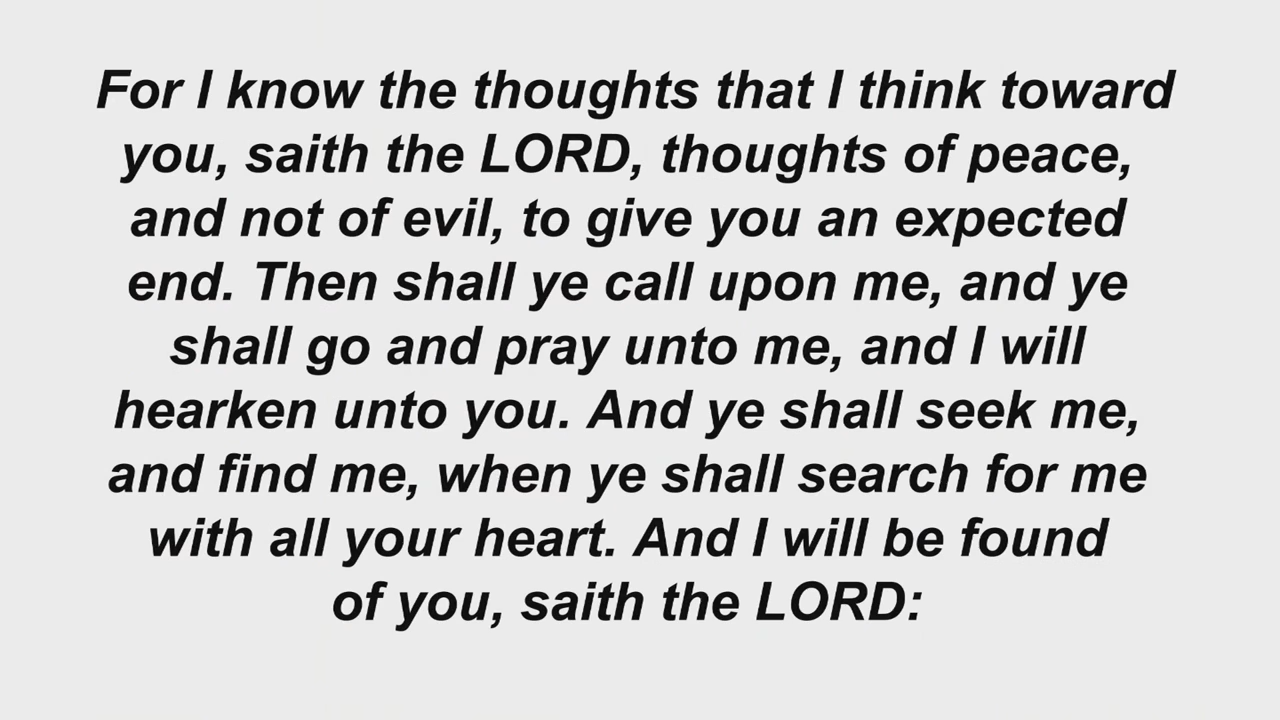 For I know the thoughts that I think toward
you, saith the LORD, thoughts of peace,
and not of evil, to give you an expected
end. Then shall ye call upon me, and ye
shall go and pray unto me, and I will
hearken unto you. And ye shall seek me,
and find me, when ye shall search for me
with all your heart. And I will be found
of you, saith the LORD: